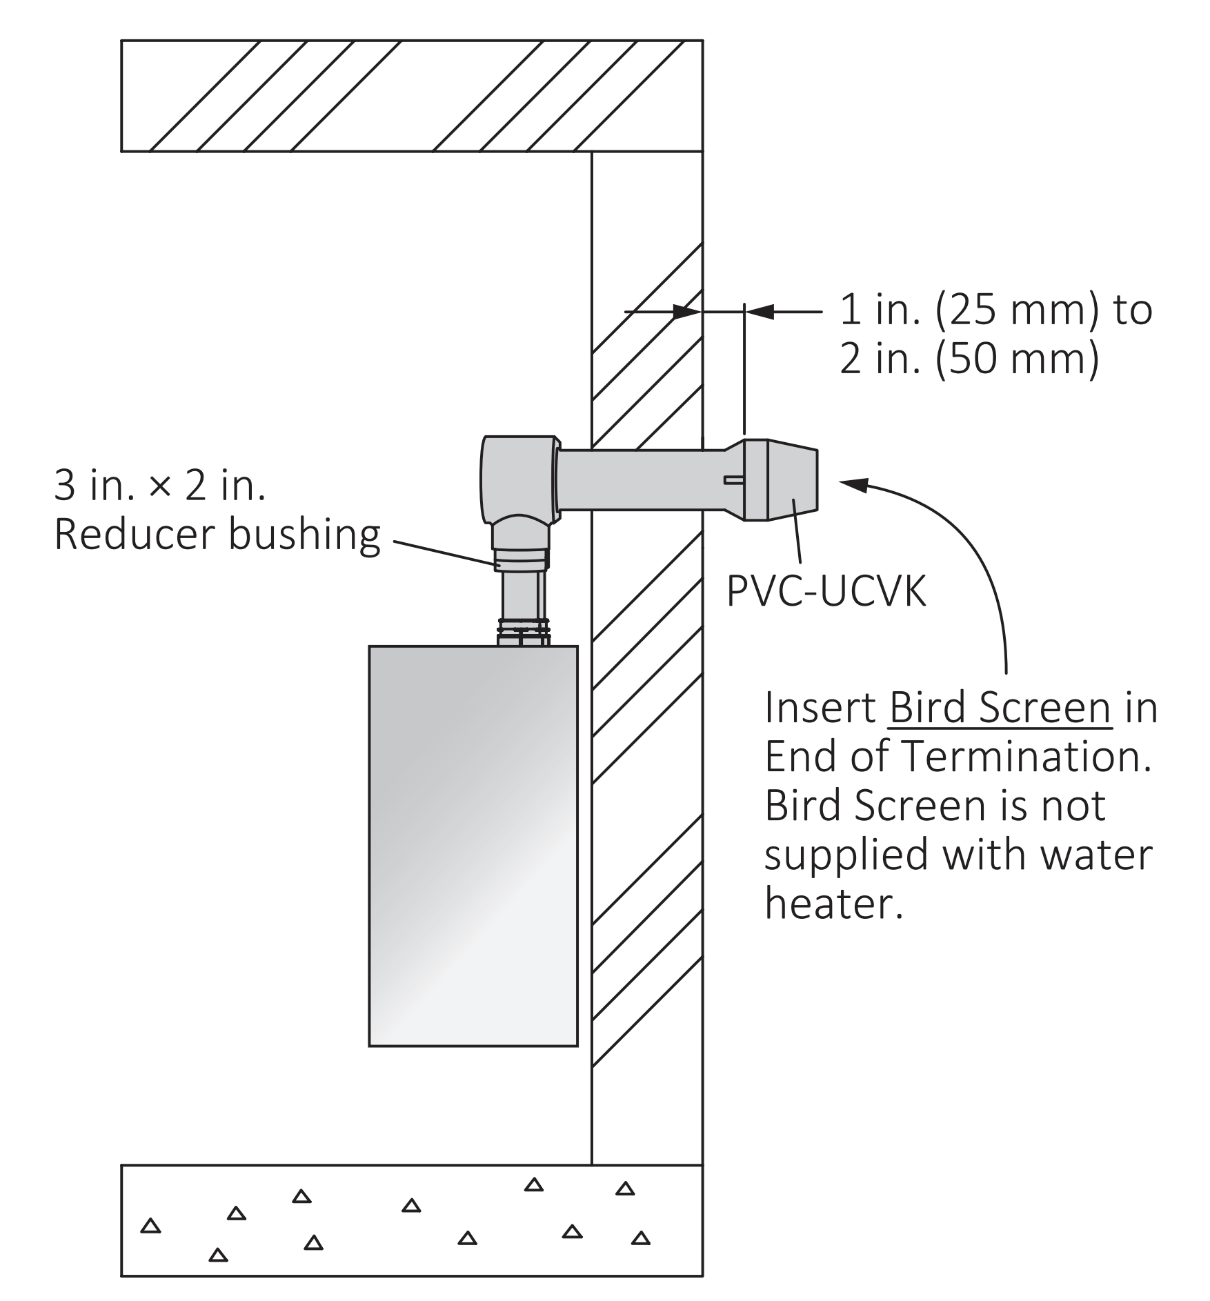 1 in. (25 mm) to
2 in. (50 mm)
3 in. × 2 in.
Reducer bushing
PVC-UCVK
Insert Bird Screen in
End of Termination.
Bird Screen is not
supplied with water
heater.